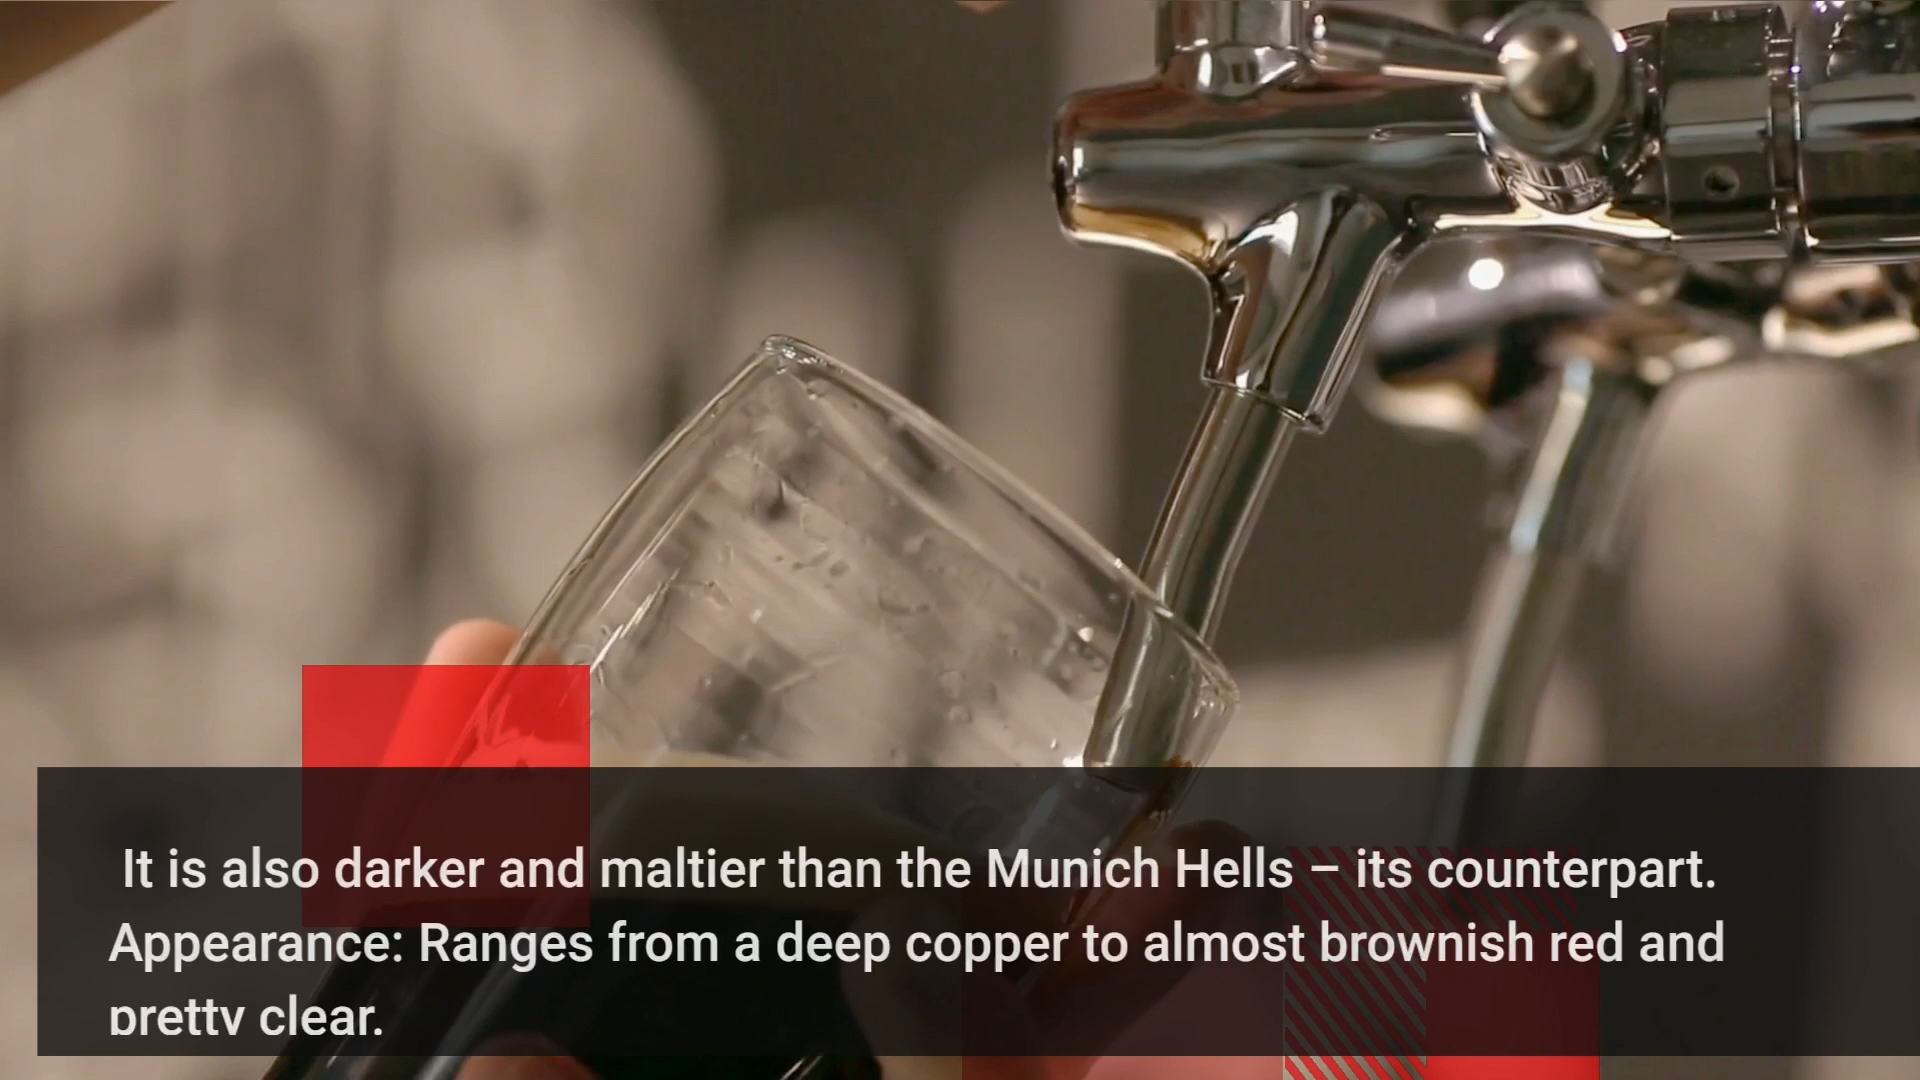 It is also darker and maltier than the Munich Hells – its counterpart.
Appearance: Ranges from a deep copper to almost brownish red and
pretty clear.